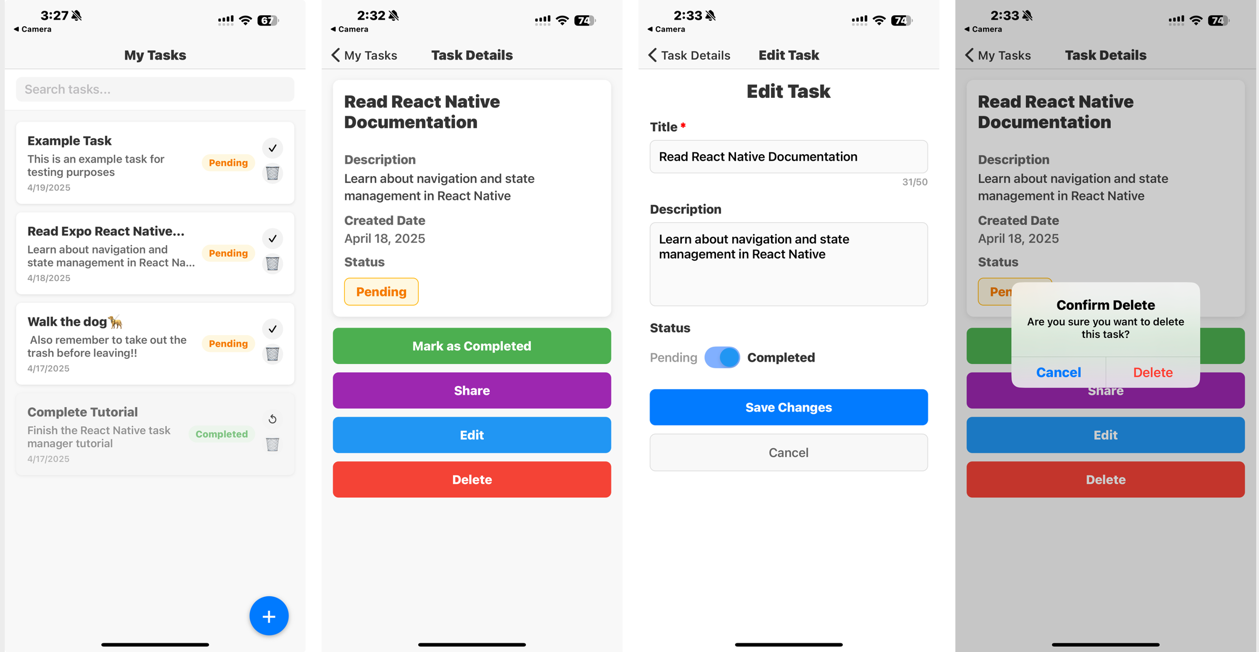 3:27
67
◀ Camera
My Tasks
Search tasks...
Example Task
This is an example task for
testing purposes
4/19/2025
Pending
Read Expo React Native...
Learn about navigation and
state management in React Na...
4/18/2025
Pending
Walk the dog🐕
Also remember to take out the
trash before leaving!!
4/17/2025
Pending
Complete Tutorial
Finish the React Native task
manager tutorial
4/17/2025
Completed
+
2:32
74
◀ Camera
My Tasks
Task Details
Read React Native
Documentation
Description
Learn about navigation and state
management in React Native
Created Date
April 18, 2025
Status
Pending
Mark as Completed
Share
Edit
Delete
2:33
74
◀ Camera
Task Details
Edit Task
Edit Task
Title *
Read React Native Documentation
31/50
Description
Learn about navigation and state
management in React Native
Status
Pending
Completed
Save Changes
Cancel
2:33
74
◀ Camera
My Tasks
Task Details
Read React Native
Documentation
Description
Learn about navigation and state
management in React Native
Created Date
April 18, 2025
Status
Pen
Confirm Delete
Are you sure you want to delete
this task?
Cancel
Delete
Share
Edit
Delete